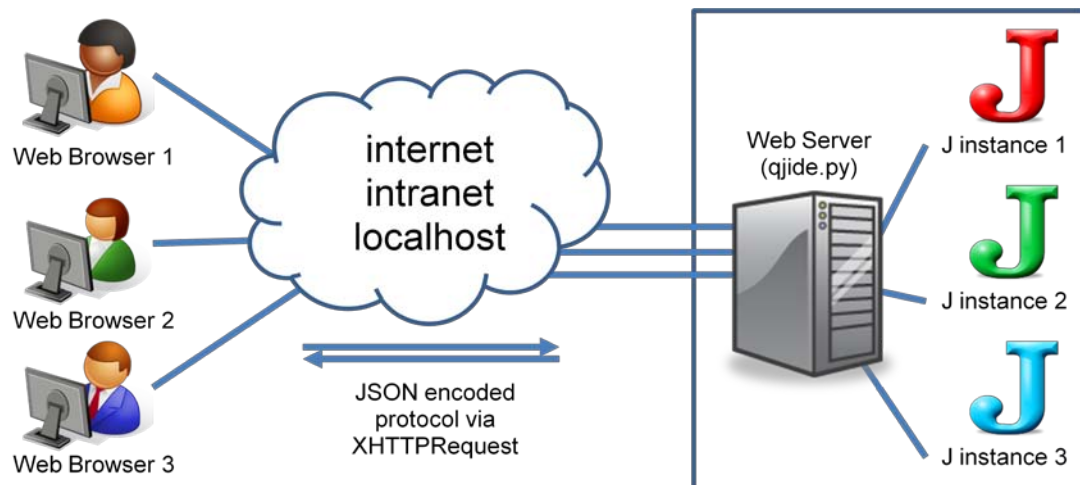 Web Browser 1
Web Browser 2
Web Browser 3
internet
intranet
localhost
JSON encoded
protocol via
XHTTPRequest
Web Server
(qjide.py)
J
J instance 1
J
J instance 2
J
J instance 3